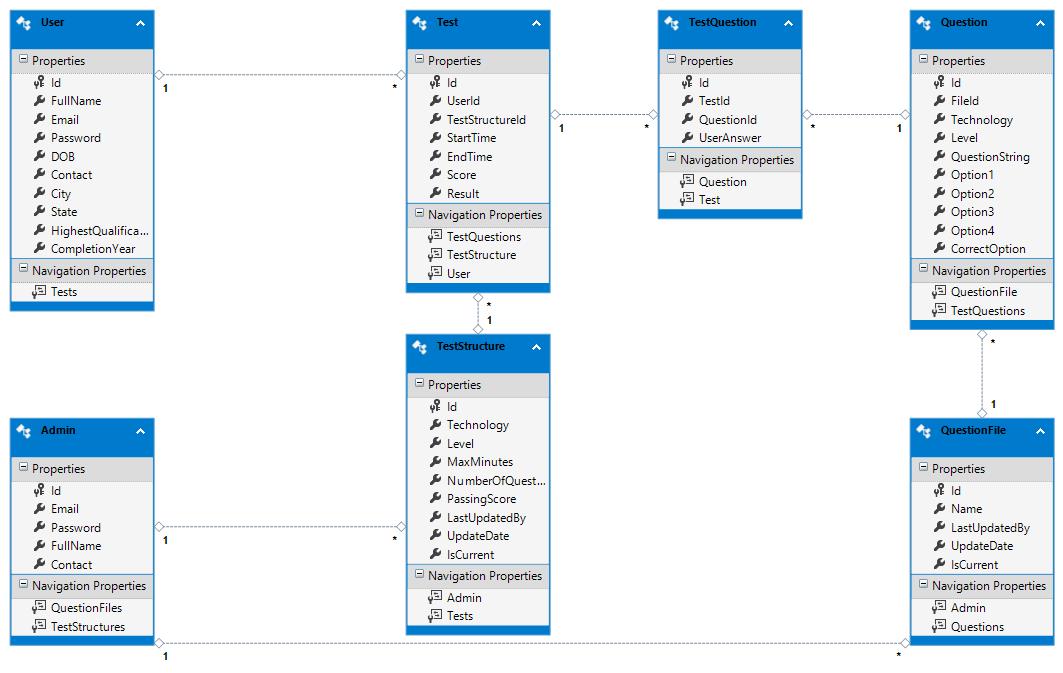 User
Properties
Id
FullName
Email
Password
DOB
Contact
City
State
HighestQualifica...
CompletionYear
Navigation Properties
Tests
1
*
Test
Properties
Id
UserId
TestStructureId
StartTime
EndTime
Score
Result
Navigation Properties
TestQuestions
TestStructure
User
1
*
TestQuestion
Properties
Id
TestId
QuestionId
UserAnswer
Navigation Properties
Question
Test
*
1
Question
Properties
Id
FileId
Technology
Level
QuestionString
Option1
Option2
Option3
Option4
CorrectOption
Navigation Properties
QuestionFile
TestQuestions
*
1
*
1
TestStructure
Properties
Id
Technology
Level
MaxMinutes
NumberOfQuest...
PassingScore
LastUpdatedBy
UpdateDate
IsCurrent
Navigation Properties
Admin
Tests
Admin
Properties
Id
Email
Password
FullName
Contact
Navigation Properties
QuestionFiles
TestStructures
1
*
1
*
QuestionFile
Properties
Id
Name
LastUpdatedBy
UpdateDate
IsCurrent
Navigation Properties
Admin
Questions